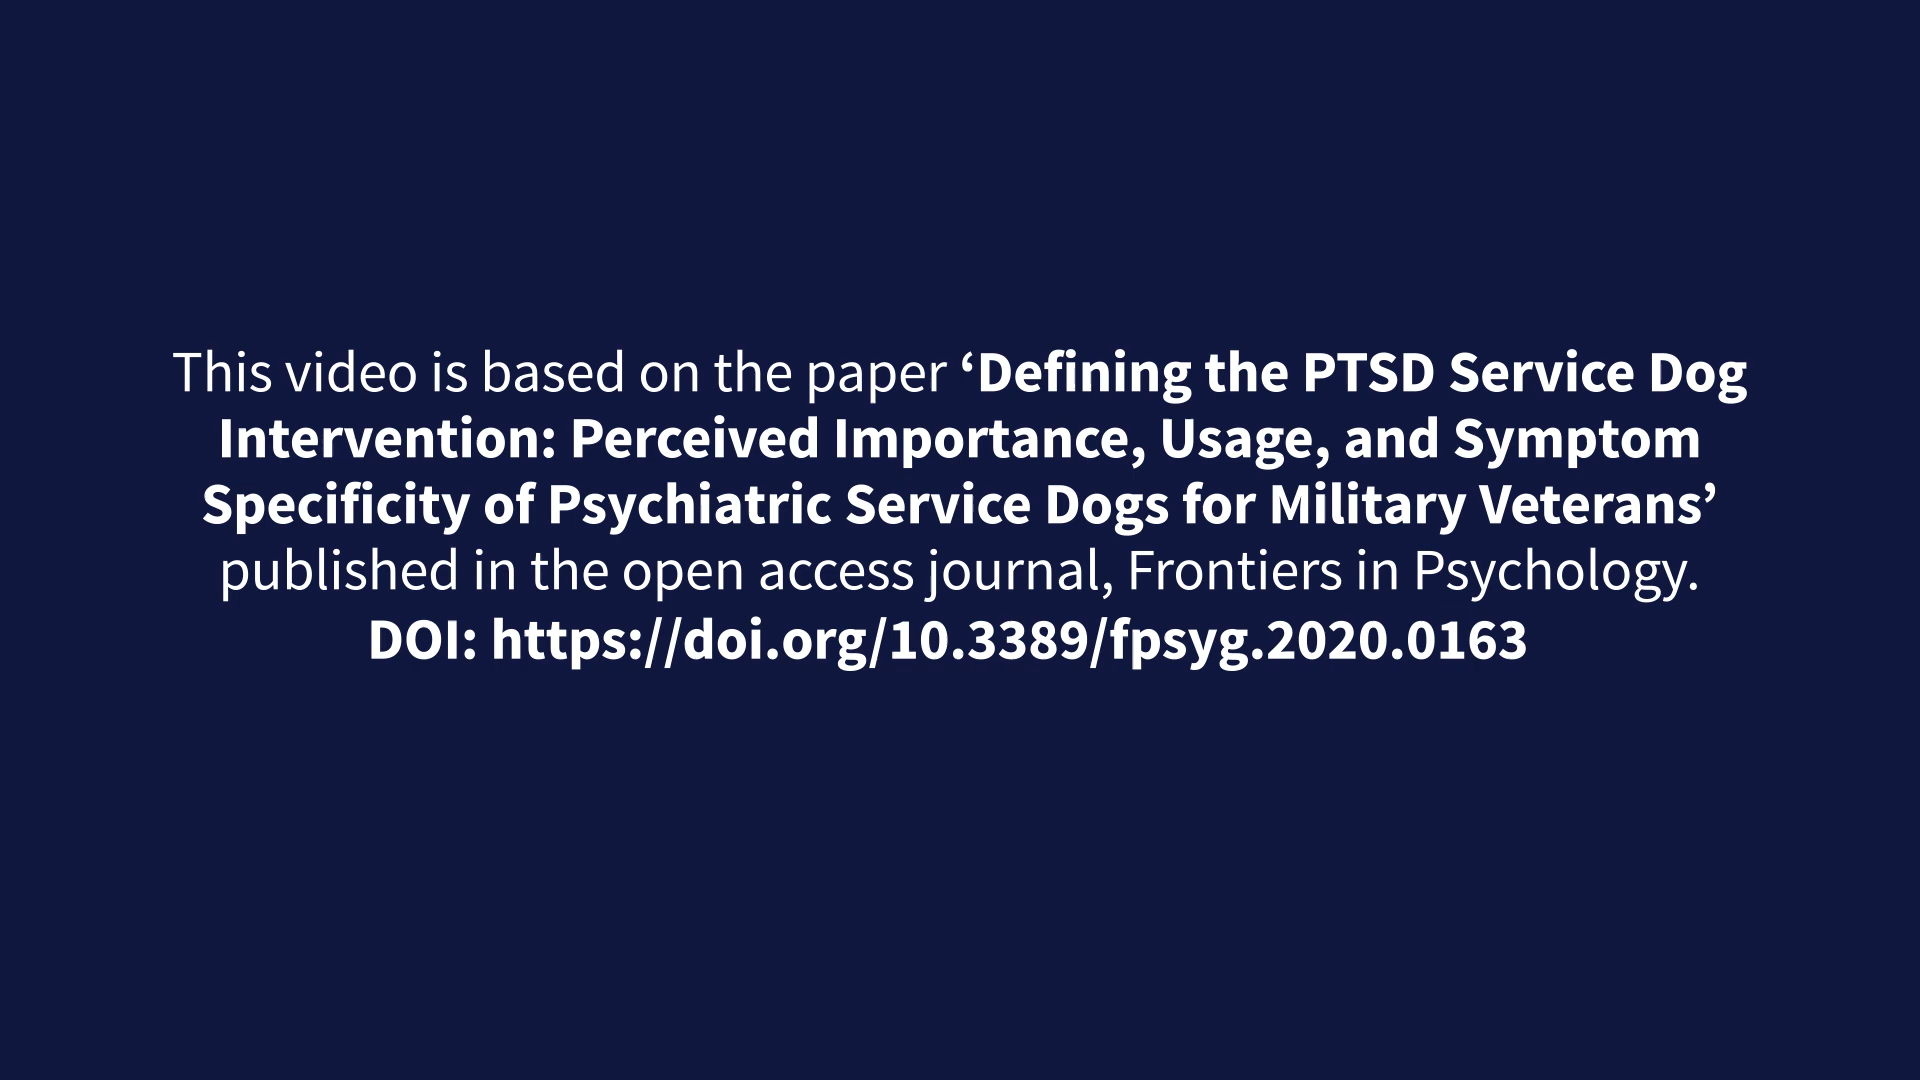 This video is based on the paper ‘Defining the PTSD Service Dog
Intervention: Perceived Importance, Usage, and Symptom
Specificity of Psychiatric Service Dogs for Military Veterans’
published in the open access journal, Frontiers in Psychology.
DOI: https://doi.org/10.3389/fpsyg.2020.0163